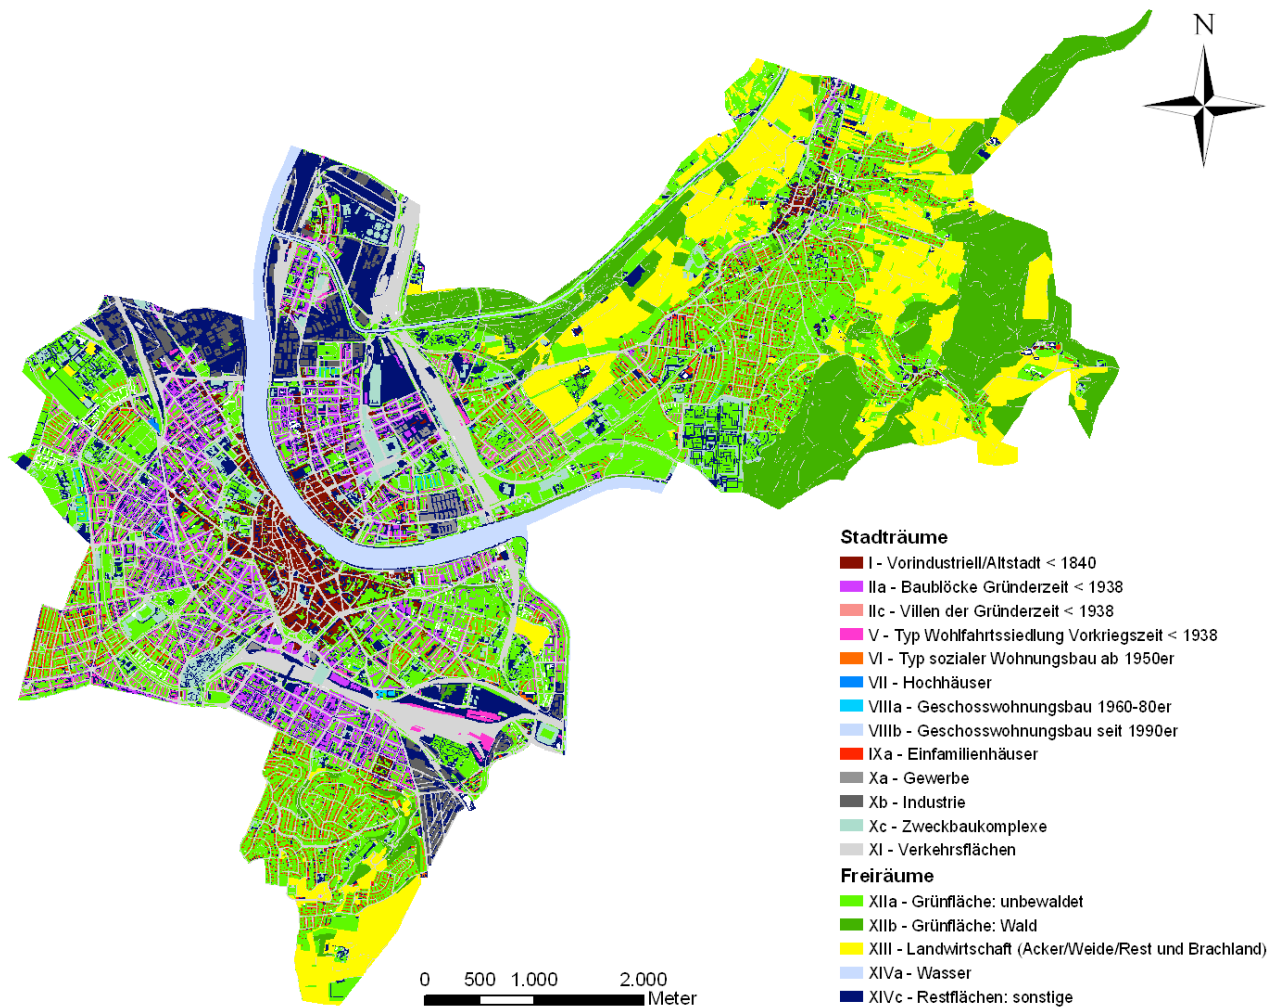 N
Stadträume
I - Vorindustriell/Altstadt < 1840
IIa - Baublöcke Gründerzeit < 1938
IIc - Villen der Gründerzeit < 1938
V - Typ Wohlfahrtssiedlung Vorkriegszeit < 1938
VI - Typ sozialer Wohnungsbau ab 1950er
VII - Hochhäuser
VIIIa - Geschosswohnungsbau 1960-80er
VIIIb - Geschosswohnungsbau seit 1990er
IXa - Einfamilienhäuser
Xa - Gewerbe
Xb - Industrie
Xc - Zweckbaukomplexe
XI - Verkehrsflächen
Freiräume
XIIa - Grünfläche: unbewaldet
XIIb - Grünfläche: Wald
XIII - Landwirtschaft (Acker/Weide/Rest und Brachland)
XIVa - Wasser
XIVc - Restflächen: sonstige
0 500 1.000 2.000
Meter